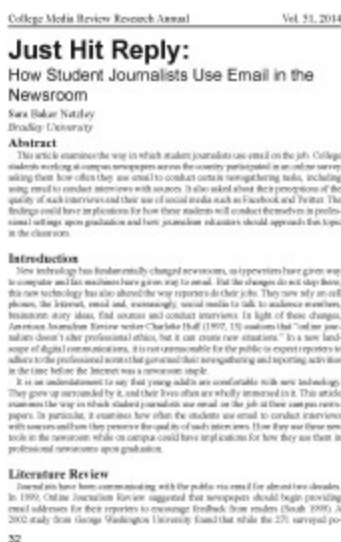 College Media Review Research Annual Vol. 51, 2014
Just Hit Reply:
How Student Journalists Use Email in the
Newsroom
Sara Baker Netzley
Bradley University
Abstract
This article examines the way in which student journalists use email on the job. College
students working at campus newspapers across the country participated in an online survey
asking them how often they use email to conduct certain newsgathering tasks, including
using email to conduct interviews with sources. It also asked about their perceptions of the
quality of such interviews and their use of social media such as Facebook and Twitter. The
findings could have implications for how these students will conduct themselves in profes-
sional settings upon graduation and how journalism educators should approach this topic
in the classroom.
Introduction
New technology has fundamentally changed newsrooms, as typewriters have given way
to computer and fax machines have given way to email. But the changes do not stop there;
this new technology has also altered the way reporters do their jobs. They now rely on cell
phones, the Internet, email and, increasingly, social media to talk to audience members,
brainstorm story ideas, find sources and conduct interviews. In light of these changes,
American Journalism Review writer Charlotte Huff (1997, 15) cautions that "online jour-
nalism doesn't alter professional ethics, but it can create new situations." In a new land-
scape of digital communications, it is not unreasonable for the public to expect reporters to
adhere to the professional norms that governed their newsgathering and reporting activities
in the time before the Internet was a newsroom staple.
It is an understatement to say that young adults are comfortable with new technology.
They grew up surrounded by it, and their lives often are wholly immersed in it. This article
examines the way in which student journalists use email on the job at their campus news-
papers. In particular, it examines how often the students use email to conduct interviews
with sources and how they perceive the quality of such interviews. How they use these new
tools in the newsroom while on campus could have implications for how they use them in
professional newsrooms upon graduation.
Literature Review
Journalists have been communicating with the public via email for almost two decades.
In 1999, Online Journalism Review suggested that newspapers should begin providing
email addresses for their reporters to encourage feedback from readers (South 1999). A
2002 study from George Washington University found that while the 271 surveyed po-
32